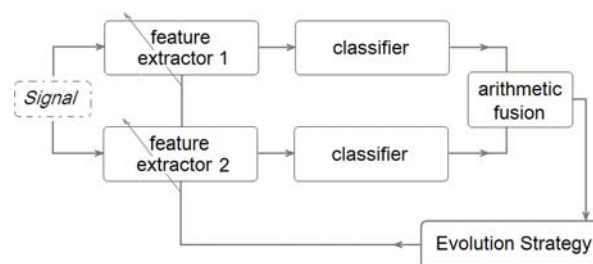 feature
extractor 1
classifier
Signal
arithmetic
fusion
feature
extractor 2
classifier
Evolution Strategy